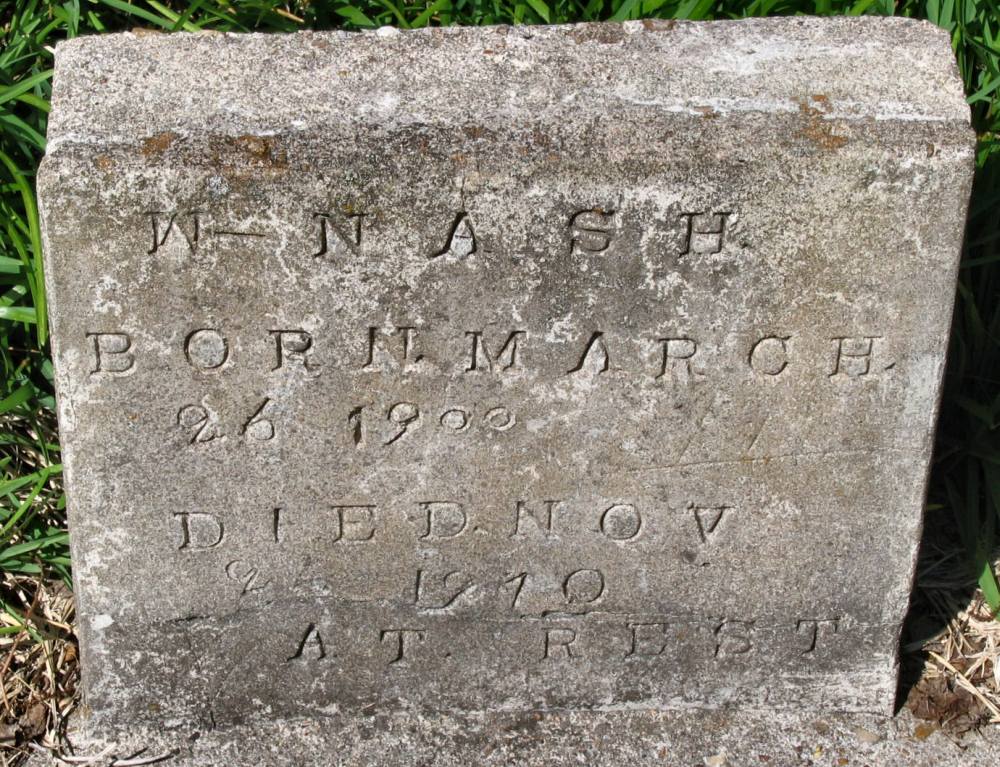 W- NASH
BORN. MARCH.
26 1900
DIED. NOV
2 1910
AT. REST